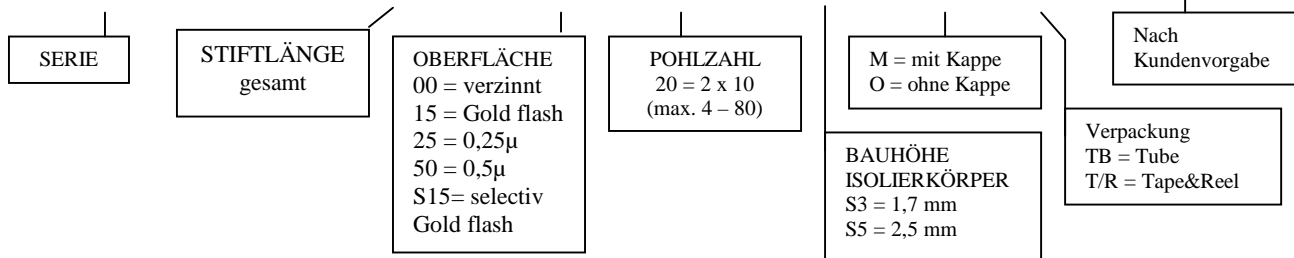 SERIE
STIFTLÄNGE
gesamt
OBERFLÄCHE
00 = verzinnt
15 = Gold flash
25 = 0,25µ
50 = 0,5µ
S15= selectiv
Gold flash
POHLZAHL
20 = 2 x 10
(max. 4 – 80)
BAUHÖHE
ISOLIERKÖRPER
S3 = 1,7 mm
S5 = 2,5 mm
M = mit Kappe
O = ohne Kappe
Verpackung
TB = Tube
T/R = Tape&Reel
Nach
Kundenvorgabe